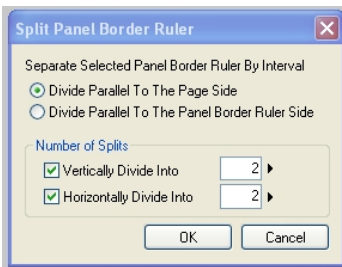 Split Panel Border Ruler
Separate Selected Panel Border Ruler By Interval
Divide Parallel To The Page Side
Divide Parallel To The Panel Border Ruler Side
Number of Splits
Vertically Divide Into 2
Horizontally Divide Into 2
OK Cancel